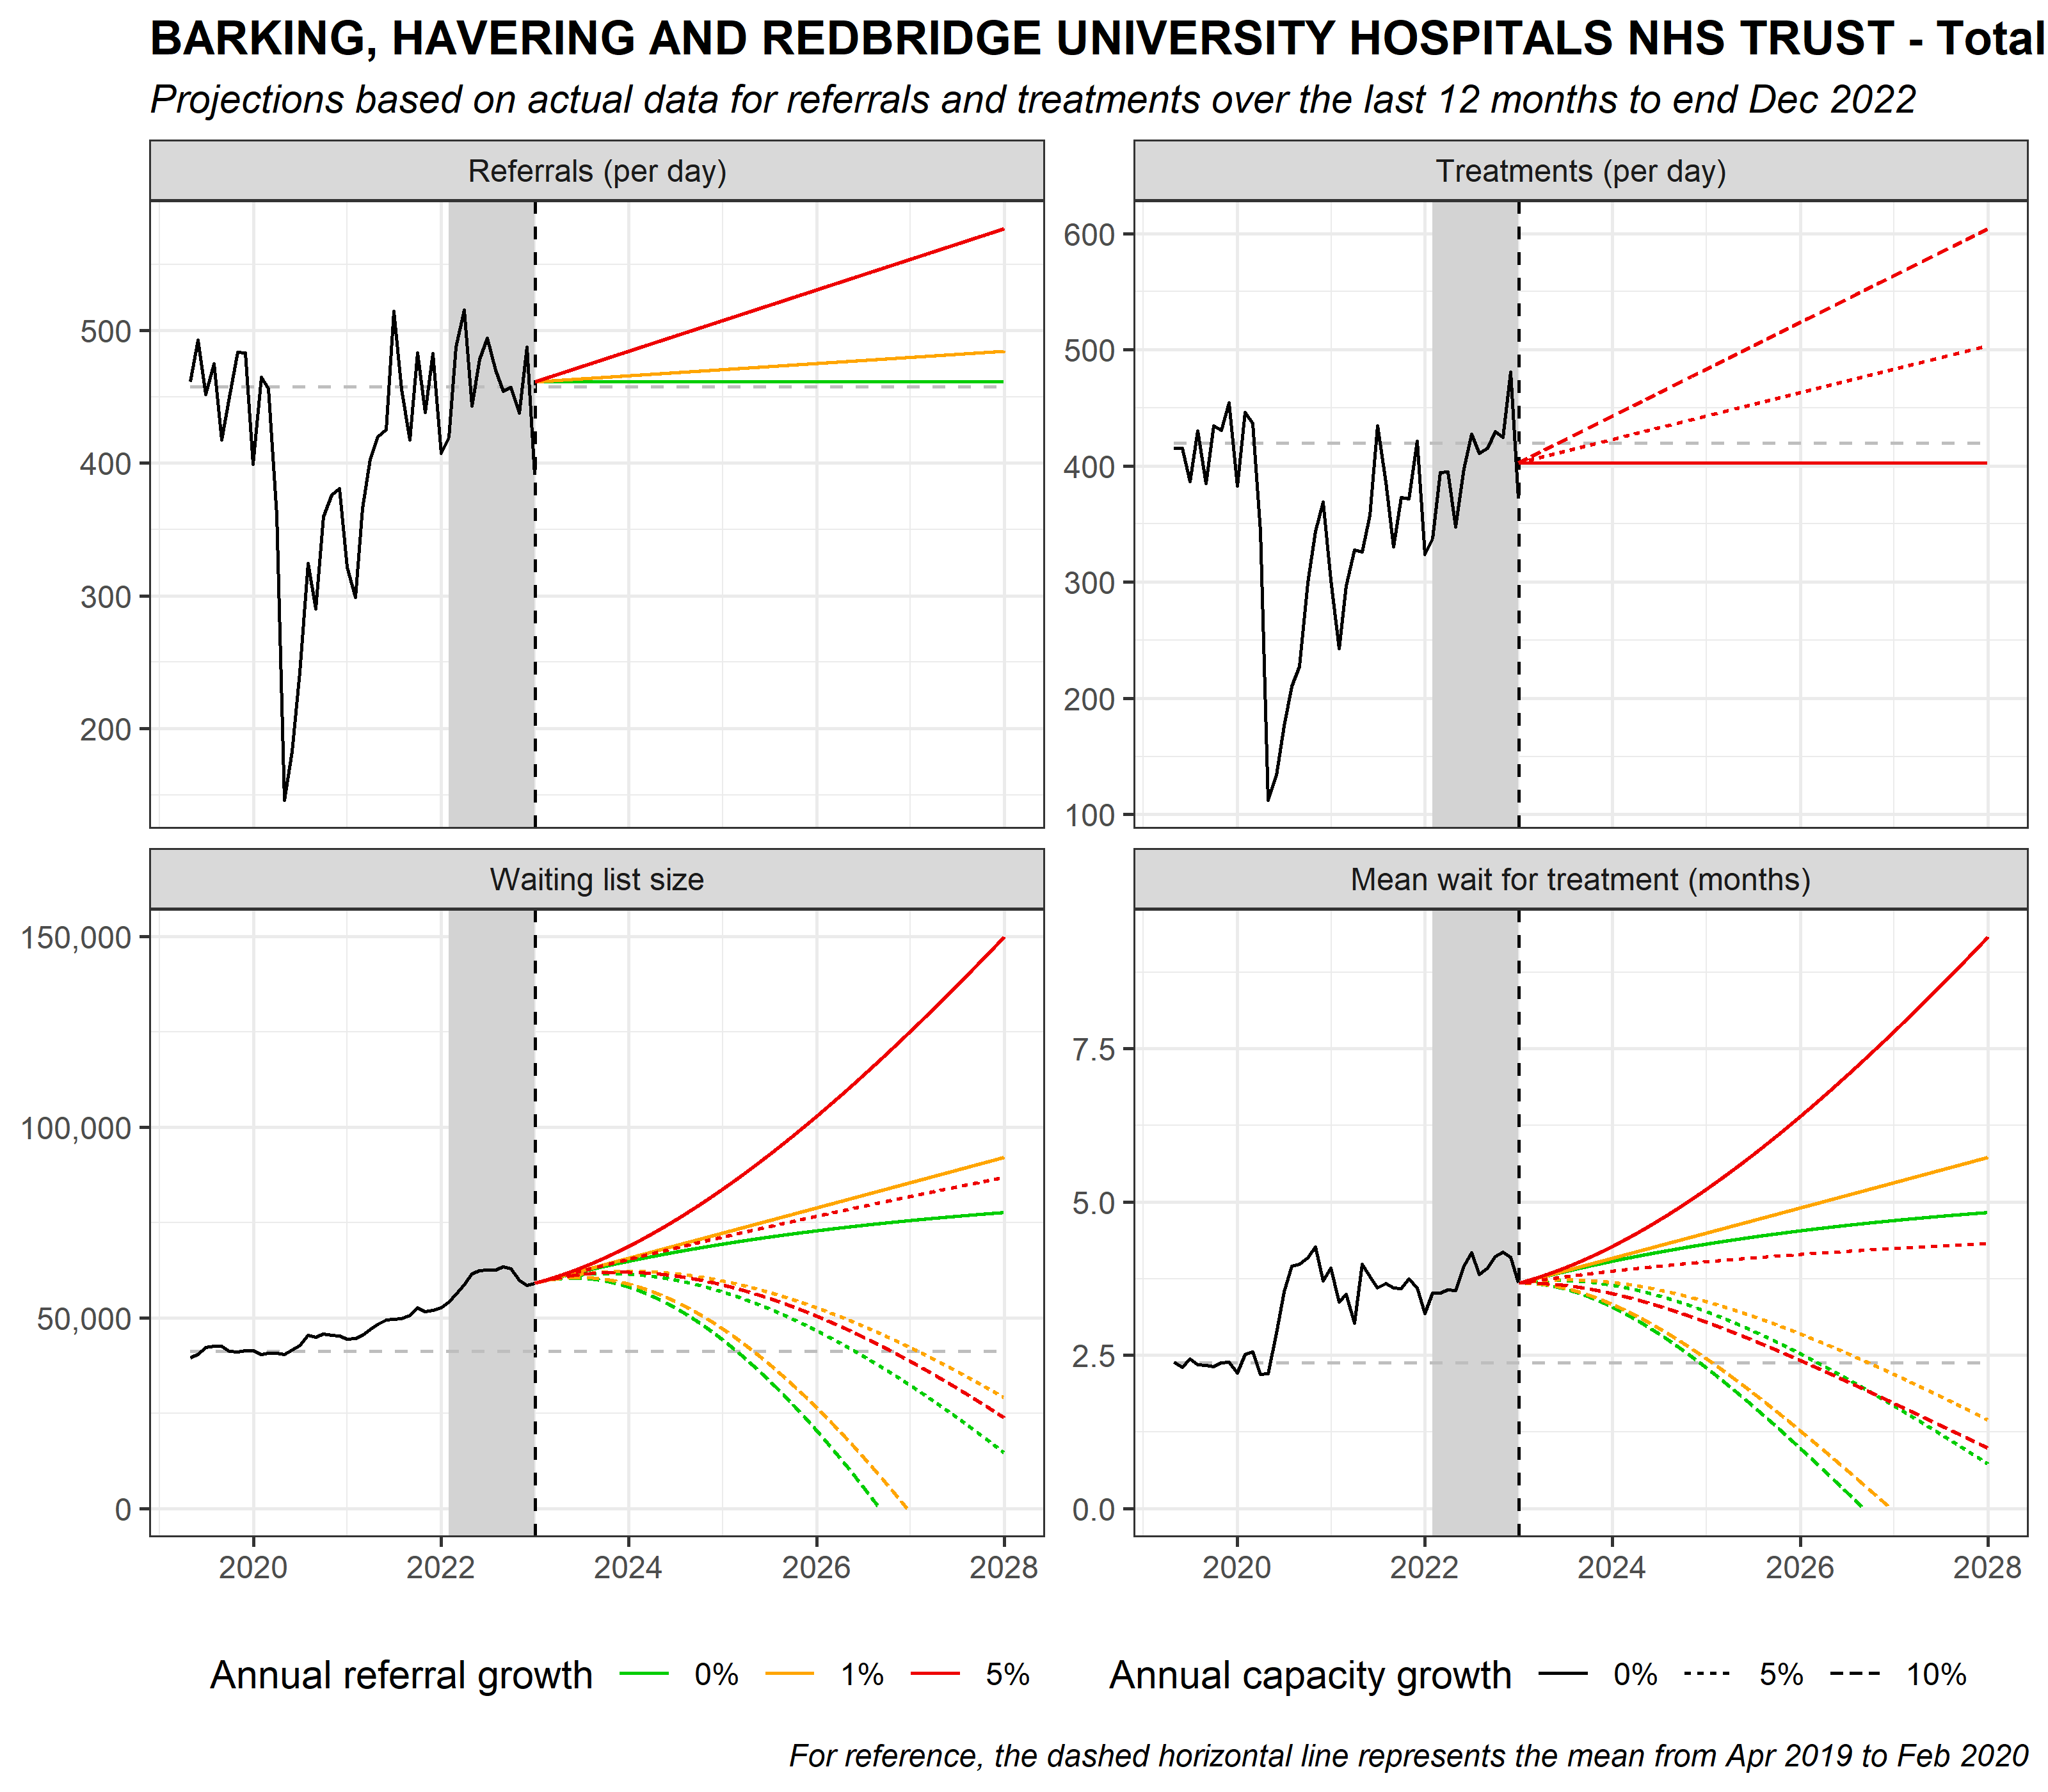 BARKING, HAVERING AND REDBRIDGE UNIVERSITY HOSPITALS NHS TRUST - Total
Projections based on actual data for referrals and treatments over the last 12 months to end Dec 2022
Referrals (per day)
500
400
300
200
Treatments (per day)
600
500
400
300
200
100
Waiting list size
150,000
100,000
50,000
0
2020 2022 2024 2026 2028
Mean wait for treatment (months)
7.5
5.0
2.5
0.0
2020 2022 2024 2026 2028
Annual referral growth 0% 1% 5%
Annual capacity growth 0% 5% 10%
For reference, the dashed horizontal line represents the mean from Apr 2019 to Feb 2020